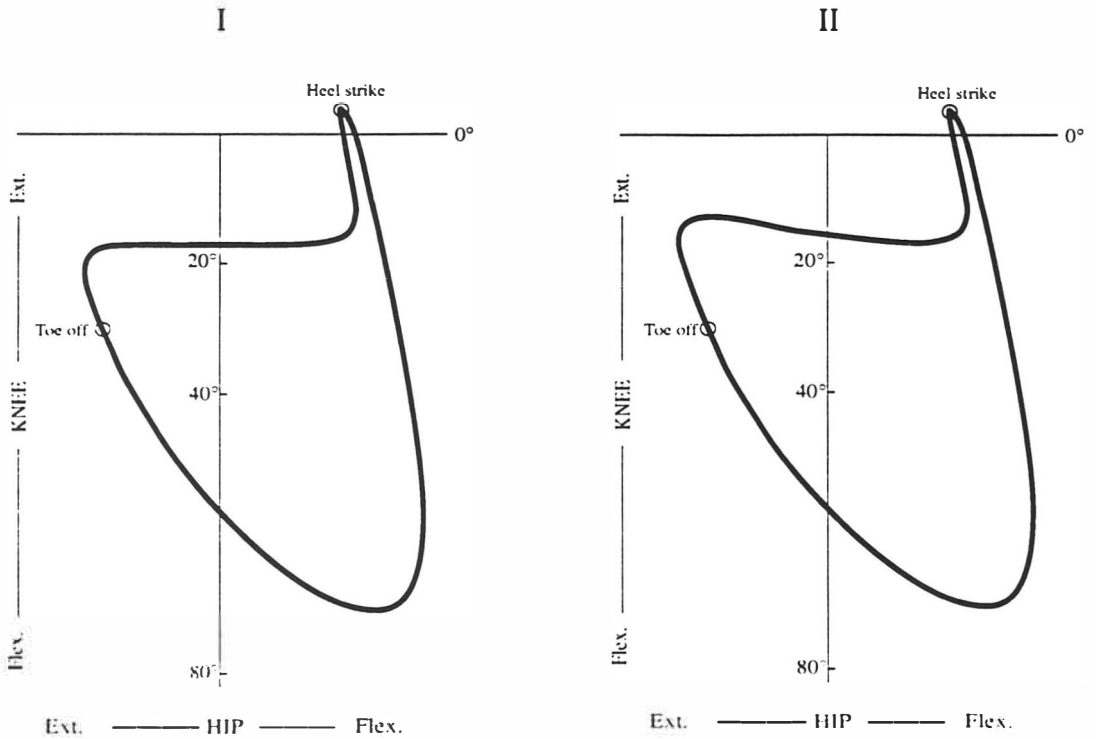 I
II
Heel strike
Heel strike
0°
0°
Ext.
Ext.
20°
20°
Toe off
Toe off
KNEE
KNEE
40°
40°
Flex.
Flex.
80°
80°
Ext. HIP Flex.
Ext. HIP Flex.